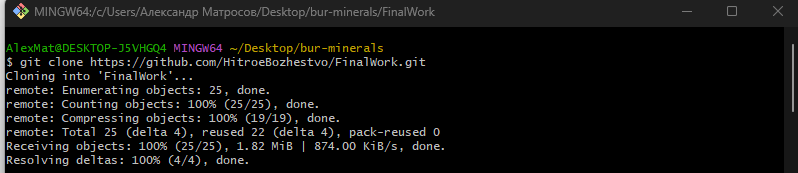 MINGW64:/c/Users/Александр Матросов/Desktop/bur-minerals/FinalWork
AlexMat@DESKTOP-J5VHGQ4 MINGW64 ~/Desktop/bur-minerals
$ git clone https://github.com/HitroeBozhestvo/FinalWork.git
Cloning into 'FinalWork'...
remote: Enumerating objects: 25, done.
remote: Counting objects: 100% (25/25), done.
remote: Compressing objects: 100% (19/19), done.
remote: Total 25 (delta 4), reused 22 (delta 4), pack-reused 0
Receiving objects: 100% (25/25), 1.82 MiB | 874.00 KiB/s, done.
Resolving deltas: 100% (4/4), done.